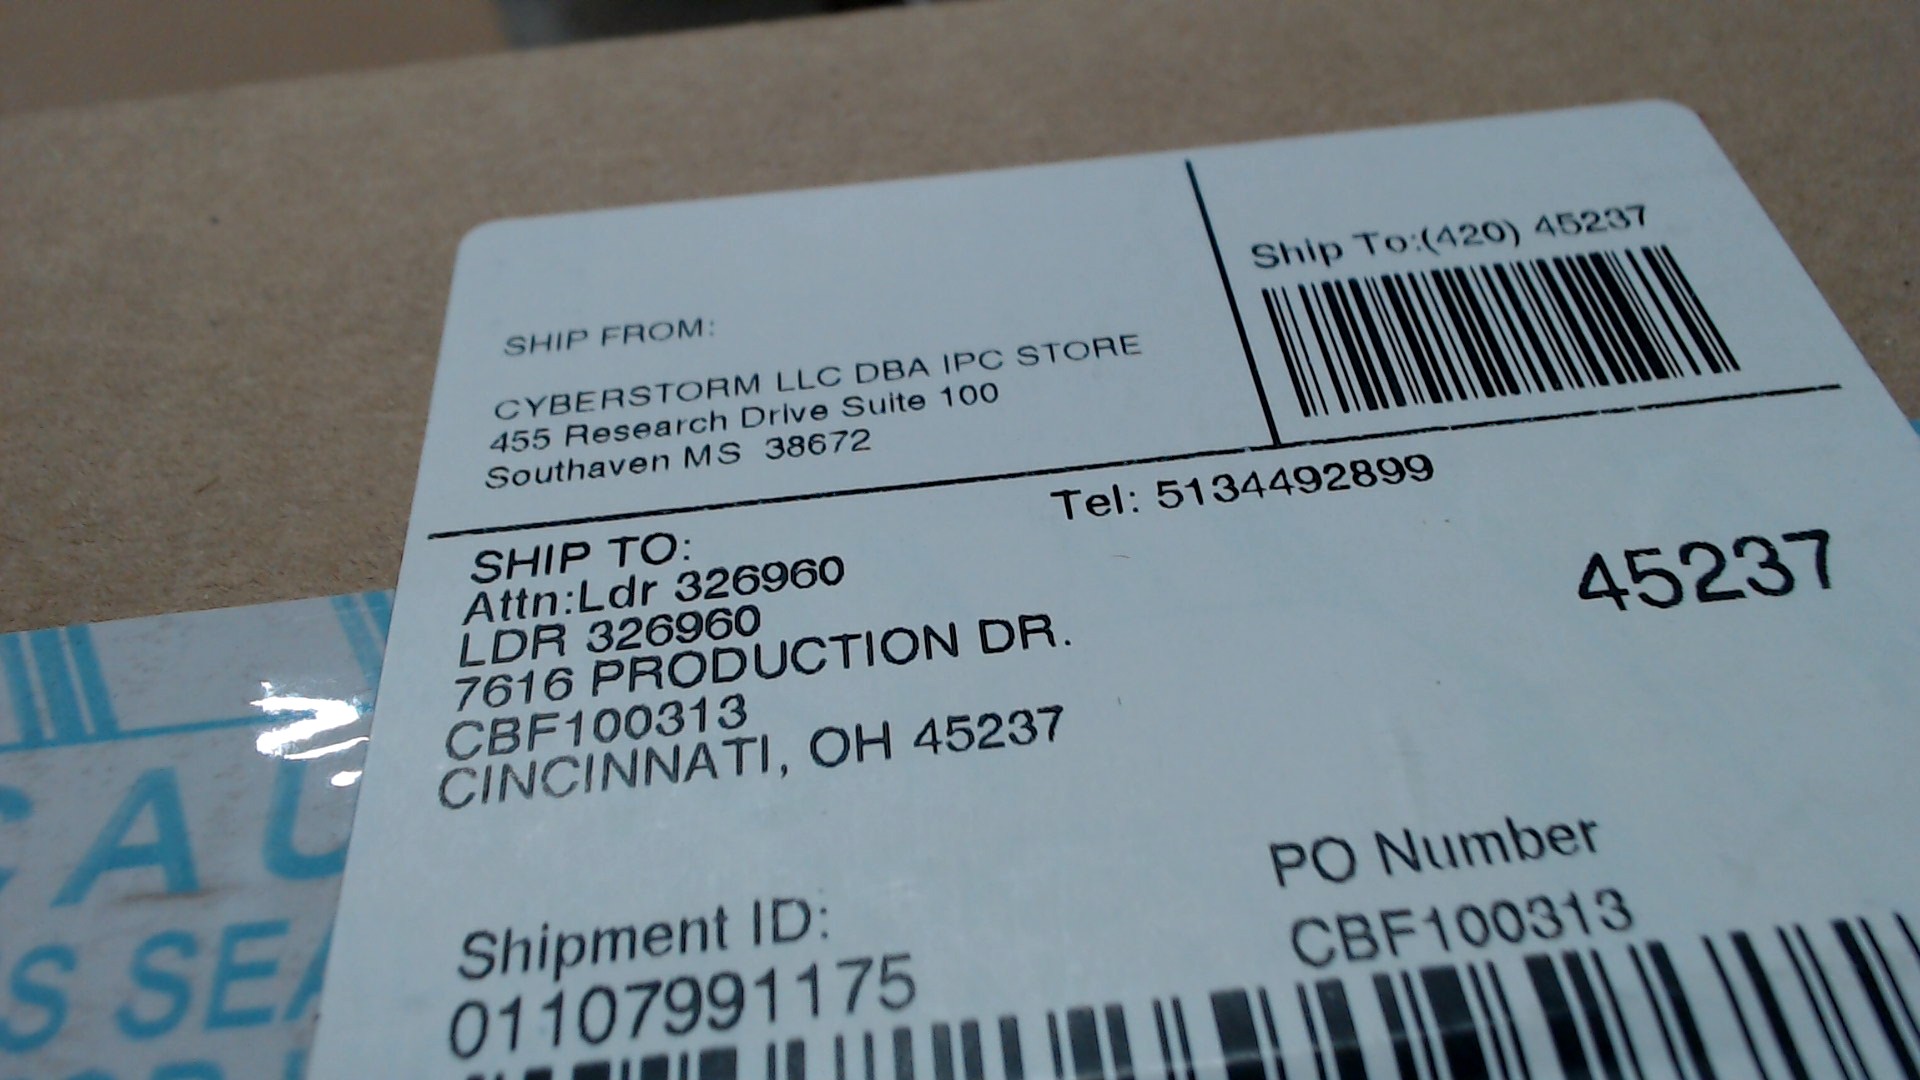 SHIP FROM:
CYBERSTORM LLC DBA IPC STORE
455 Research Drive Suite 100
Southaven MS 38672
Ship To:(420) 45237
Tel: 5134492899
SHIP TO:
Attn:Ldr 326960
LDR 326960
7616 PRODUCTION DR.
CBF100313
CINCINNATI, OH 45237
45237
Shipment ID:
01107991175
PO Number
CBF100313